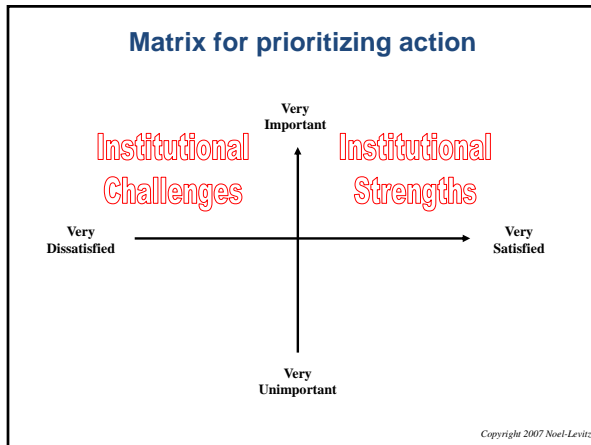 Matrix for prioritizing action
Very
Important
Institutional
Challenges
Institutional
Strengths
Very
Dissatisfied
Very
Satisfied
Very
Unimportant
Copyright 2007 Noel-Levitz